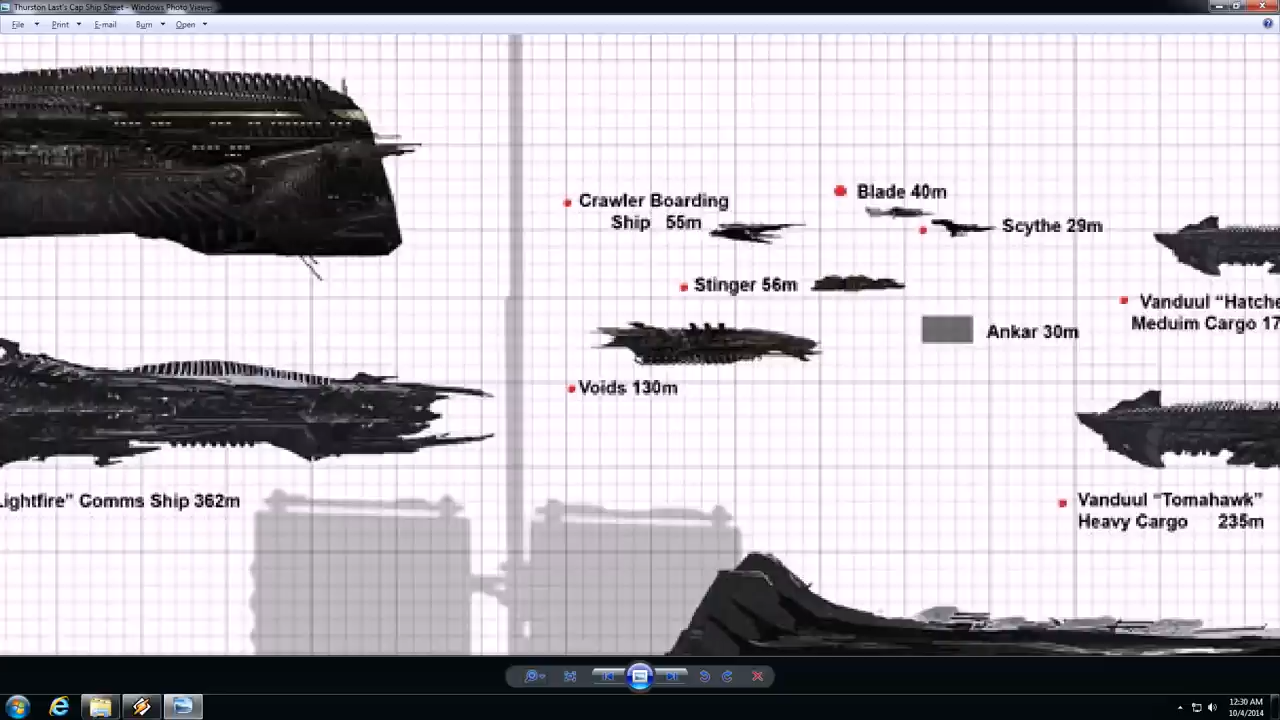 Thurston Last's Cap Ship Sheet - Windows Photo Viewer
File Print E-mail Burn Open
Crawler Boarding
Ship 55m
Blade 40m
Scythe 29m
Stinger 56m
Ankar 30m
Voids 130m
Vanduul “Hatche
Meduim Cargo 17
Lightfire” Comms Ship 362m
Vanduul “Tomahawk”
Heavy Cargo 235m
12:30 AM
10/4/2014